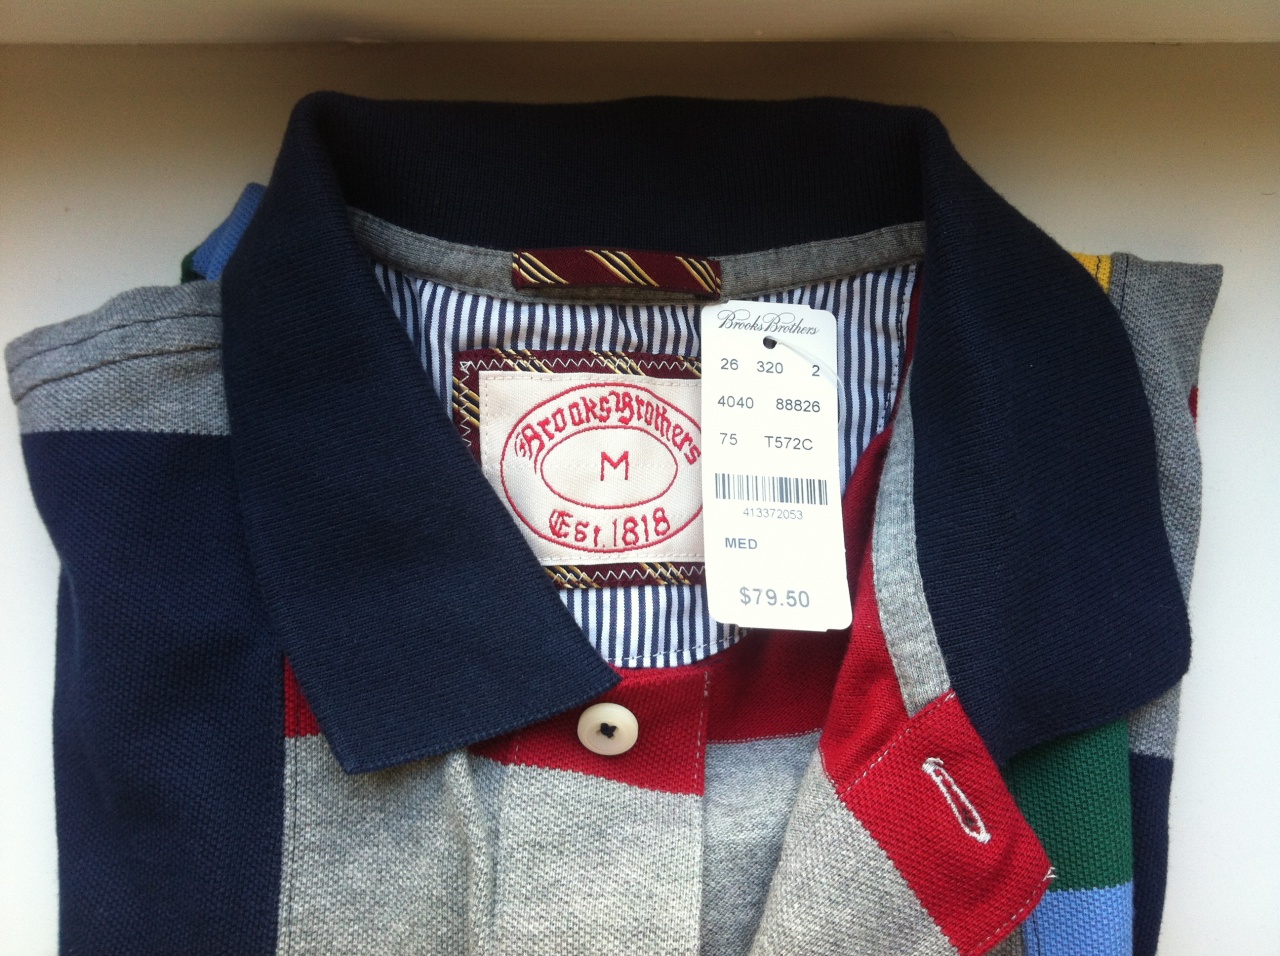 Brooks Brothers
M
Est. 1818
Brooks Brothers
26 320 2
4040 88826
75 T572C
413372053
MED
$79.50